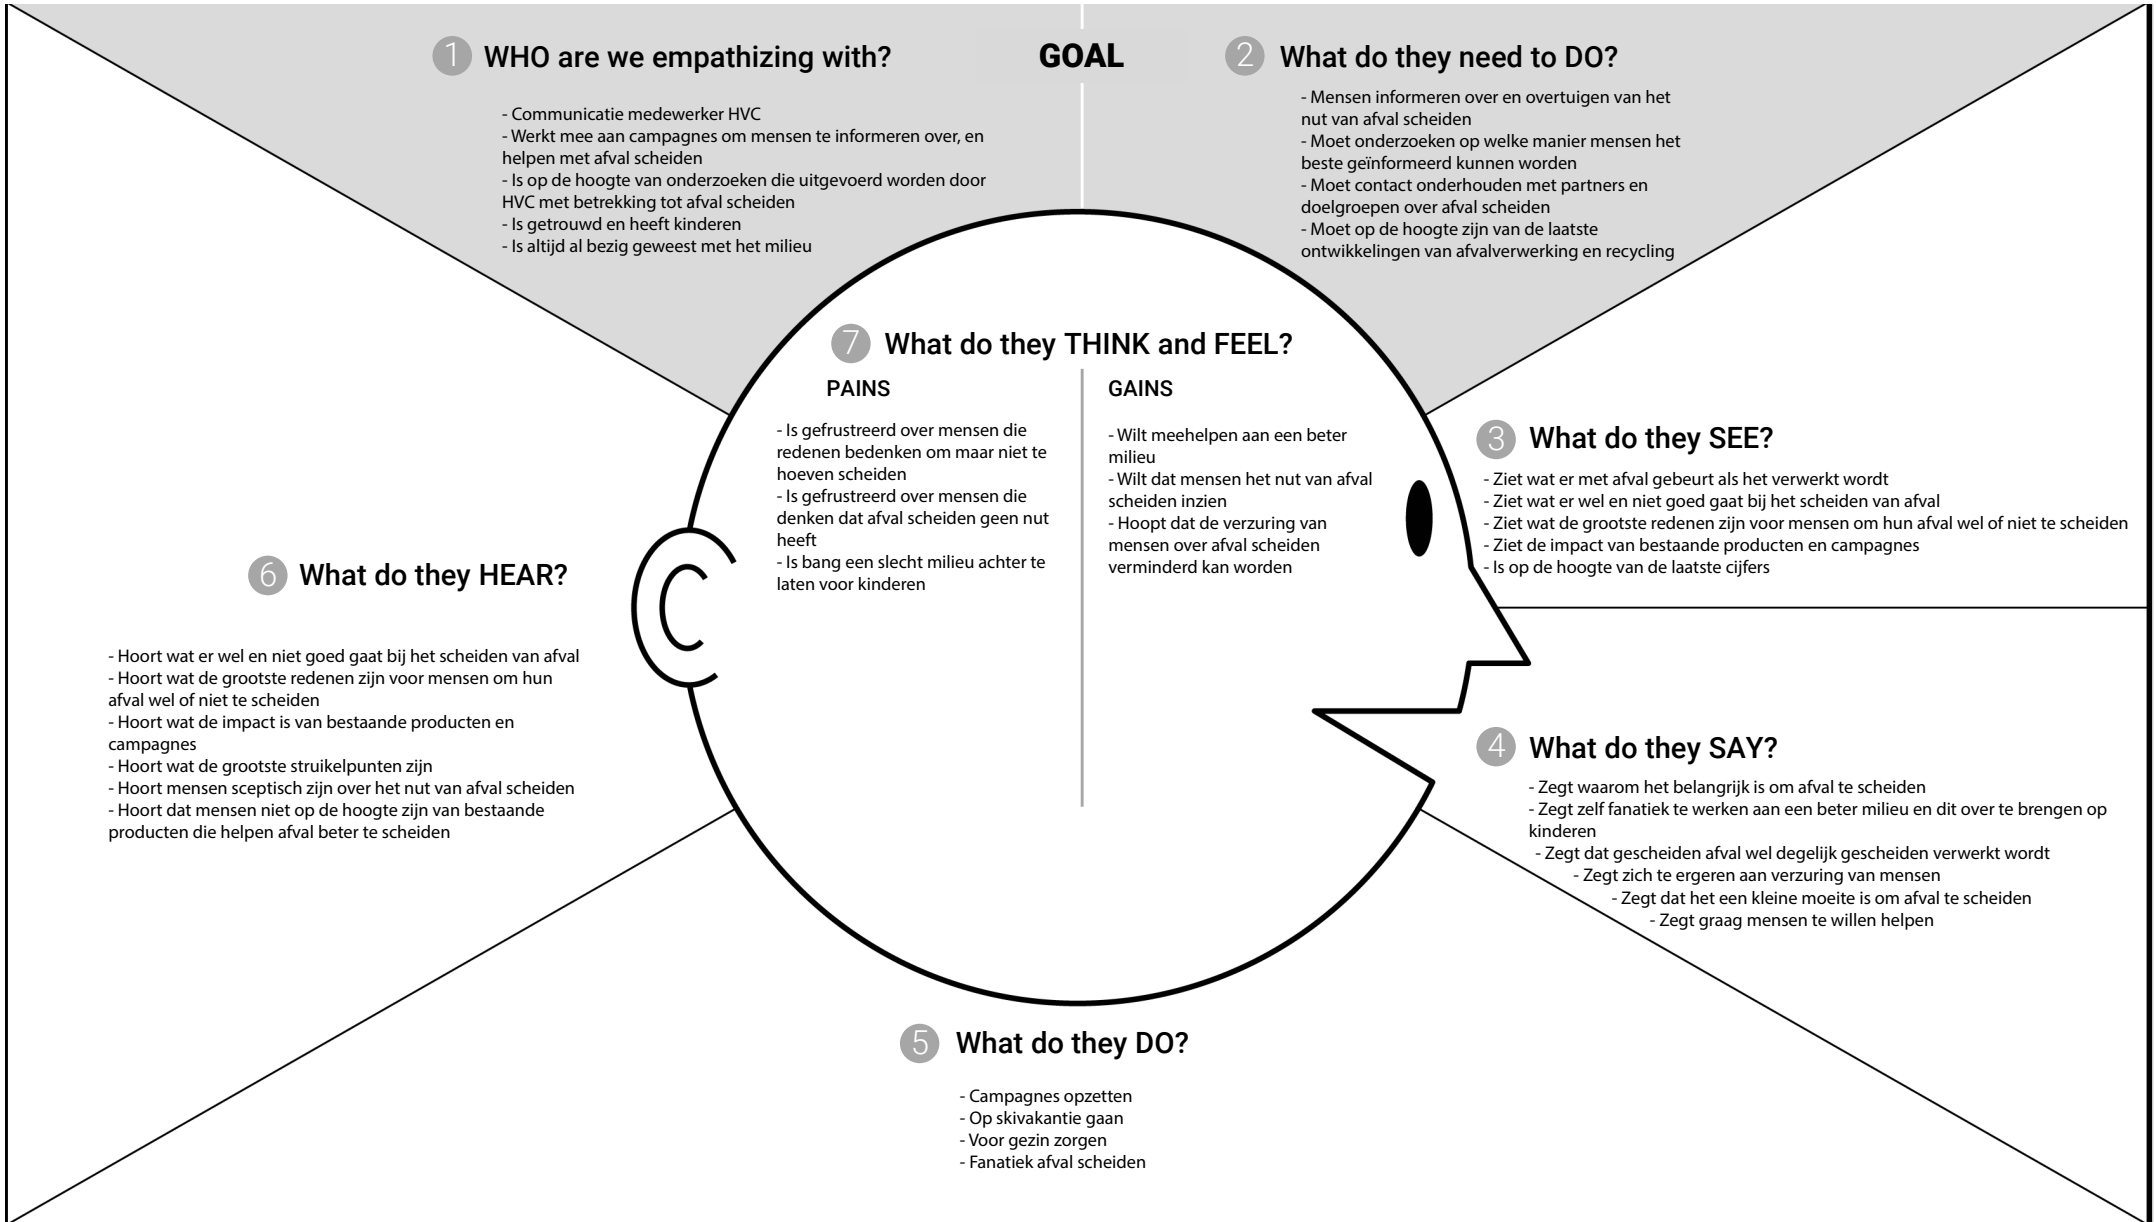 GOAL
1 WHO are we empathizing with?
- Communicatie medewerker HVC
- Werkt mee aan campagnes om mensen te informeren over, en
helpen met afval scheiden
- Is op de hoogte van onderzoeken die uitgevoerd worden door
HVC met betrekking tot afval scheiden
- Is getrouwd en heeft kinderen
- Is altijd al bezig geweest met het milieu
2 What do they need to DO?
- Mensen informeren over en overtuigen van het
nut van afval scheiden
- Moet onderzoeken op welke manier mensen het
beste geïnformeerd kunnen worden
- Moet contact onderhouden met partners en
doelgroepen over afval scheiden
- Moet op de hoogte zijn van de laatste
ontwikkelingen van afvalverwerking en recycling
7 What do they THINK and FEEL?
PAINS
- Is gefrustreerd over mensen die
redenen bedenken om maar niet te
hoeven scheiden
- Is gefrustreerd over mensen die
denken dat afval scheiden geen nut
heeft
- Is bang een slecht milieu achter te
laten voor kinderen
GAINS
- Wilt meehelpen aan een beter
milieu
- Wilt dat mensen het nut van afval
scheiden inzien
- Hoopt dat de verzuring van
mensen over afval scheiden
verminderd kan worden
3 What do they SEE?
- Ziet wat er met afval gebeurt als het verwerkt wordt
- Ziet wat er wel en niet goed gaat bij het scheiden van afval
- Ziet wat de grootste redenen zijn voor mensen om hun afval wel of niet te scheiden
- Ziet de impact van bestaande producten en campagnes
- Is op de hoogte van de laatste cijfers
6 What do they HEAR?
- Hoort wat er wel en niet goed gaat bij het scheiden van afval
- Hoort wat de grootste redenen zijn voor mensen om hun
afval wel of niet te scheiden
- Hoort wat de impact is van bestaande producten en
campagnes
- Hoort wat de grootste struikelpunten zijn
- Hoort mensen sceptisch zijn over het nut van afval scheiden
- Hoort dat mensen niet op de hoogte zijn van bestaande
producten die helpen afval beter te scheiden
4 What do they SAY?
- Zegt waarom het belangrijk is om afval te scheiden
- Zegt zelf fanatiek te werken aan een beter milieu en dit over te brengen op
kinderen
- Zegt dat gescheiden afval wel degelijk gescheiden verwerkt wordt
- Zegt zich te ergeren aan verzuring van mensen
- Zegt dat het een kleine moeite is om afval te scheiden
- Zegt graag mensen te willen helpen
5 What do they DO?
- Campagnes opzetten
- Op skivakantie gaan
- Voor gezin zorgen
- Fanatiek afval scheiden